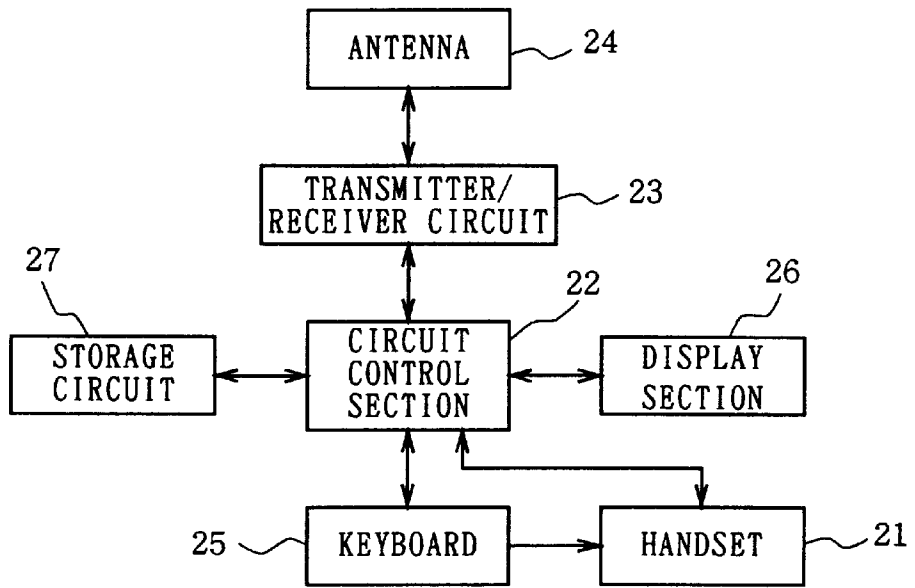 ANTENNA
24
TRANSMITTER/
RECEIVER CIRCUIT
23
27
22
26
STORAGE
CIRCUIT
CIRCUIT
CONTROL
SECTION
DISPLAY
SECTION
25
KEYBOARD
HANDSET
21